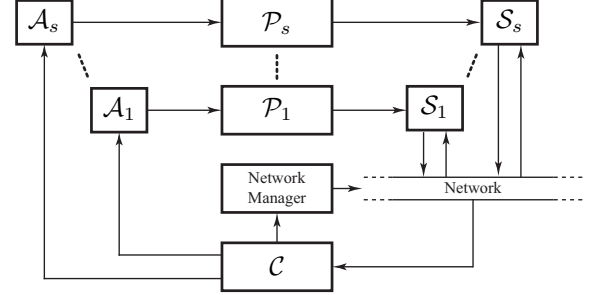 𝒜ₛ 𝒫ₛ 𝒮ₛ
𝒜₁ 𝒫₁ 𝒮₁
Network
Manager
Network
𝒞